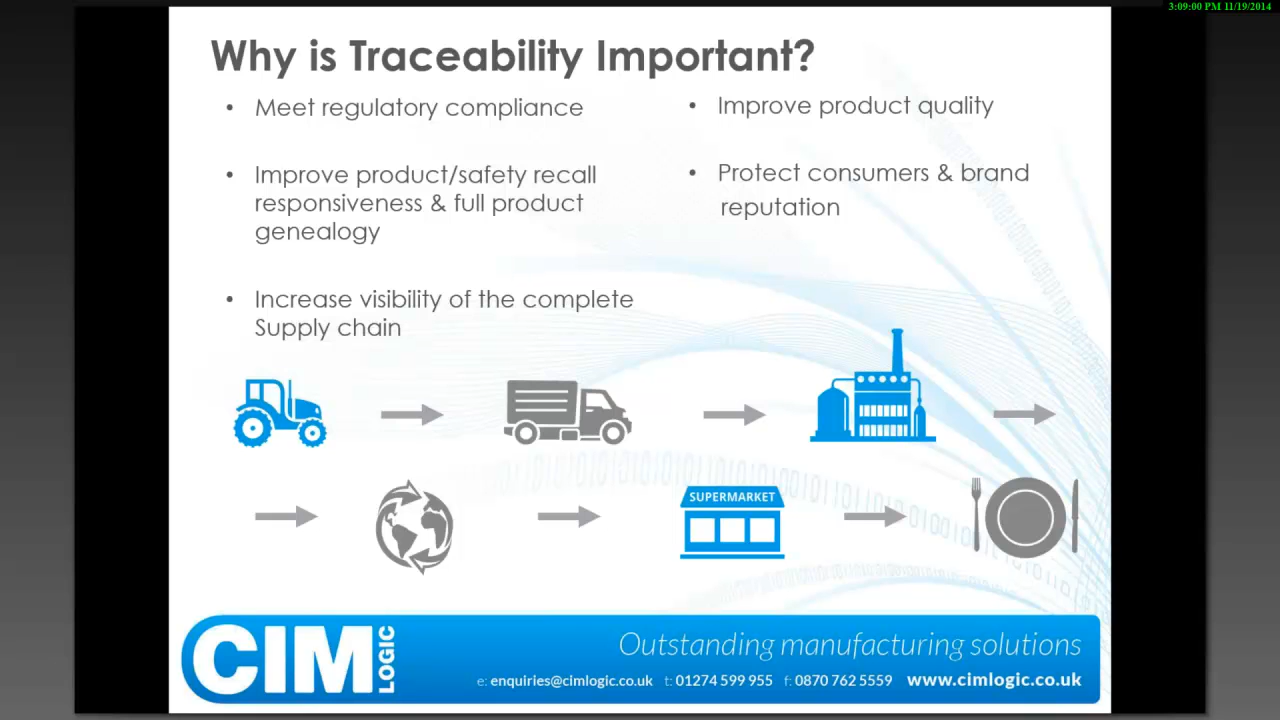 3:09:00 PM 11/19/2014
Why is Traceability Important?
• Meet regulatory compliance
• Improve product/safety recall
responsiveness & full product
genealogy
• Increase visibility of the complete
Supply chain
• Improve product quality
• Protect consumers & brand
reputation
SUPERMARKET
CIM
LOGIC
Outstanding manufacturing solutions
e: enquiries@cimlogic.co.uk t: 01274 599 955 f: 0870 762 5559 www.cimlogic.co.uk